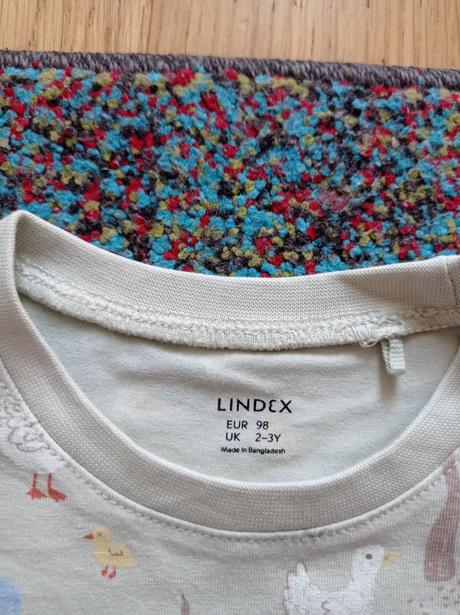 LINDEX
EUR 98
UK 2–3Y
Made in Bangladesh